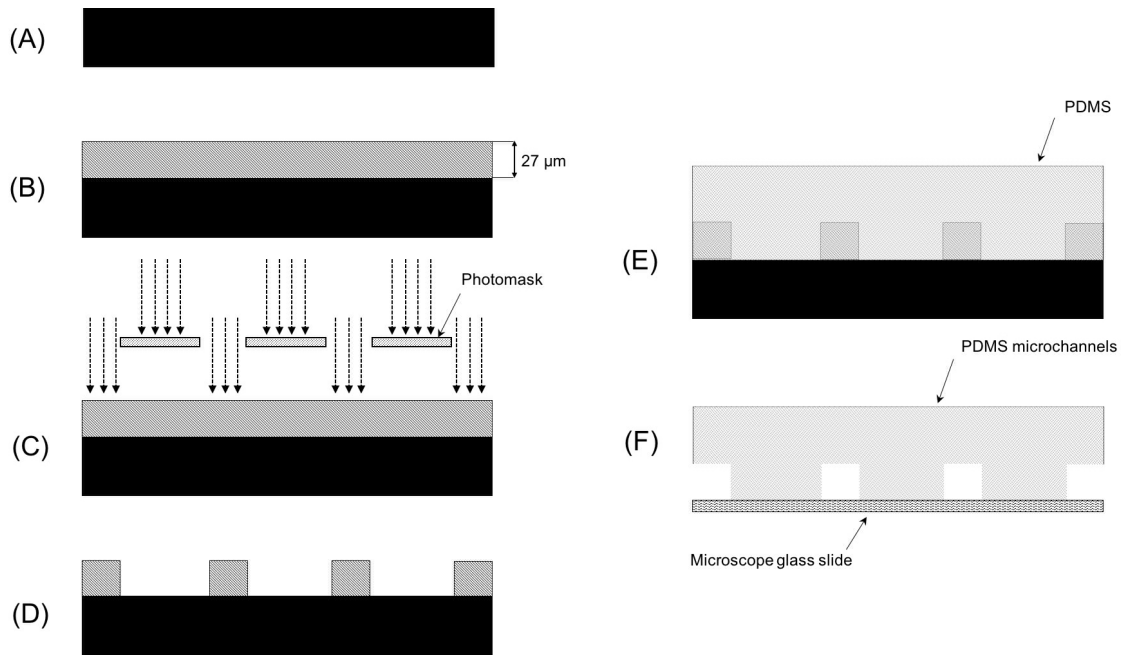 (A)
(B)
27 µm
Photomask
(C)
(D)
PDMS
(E)
PDMS microchannels
(F)
Microscope glass slide